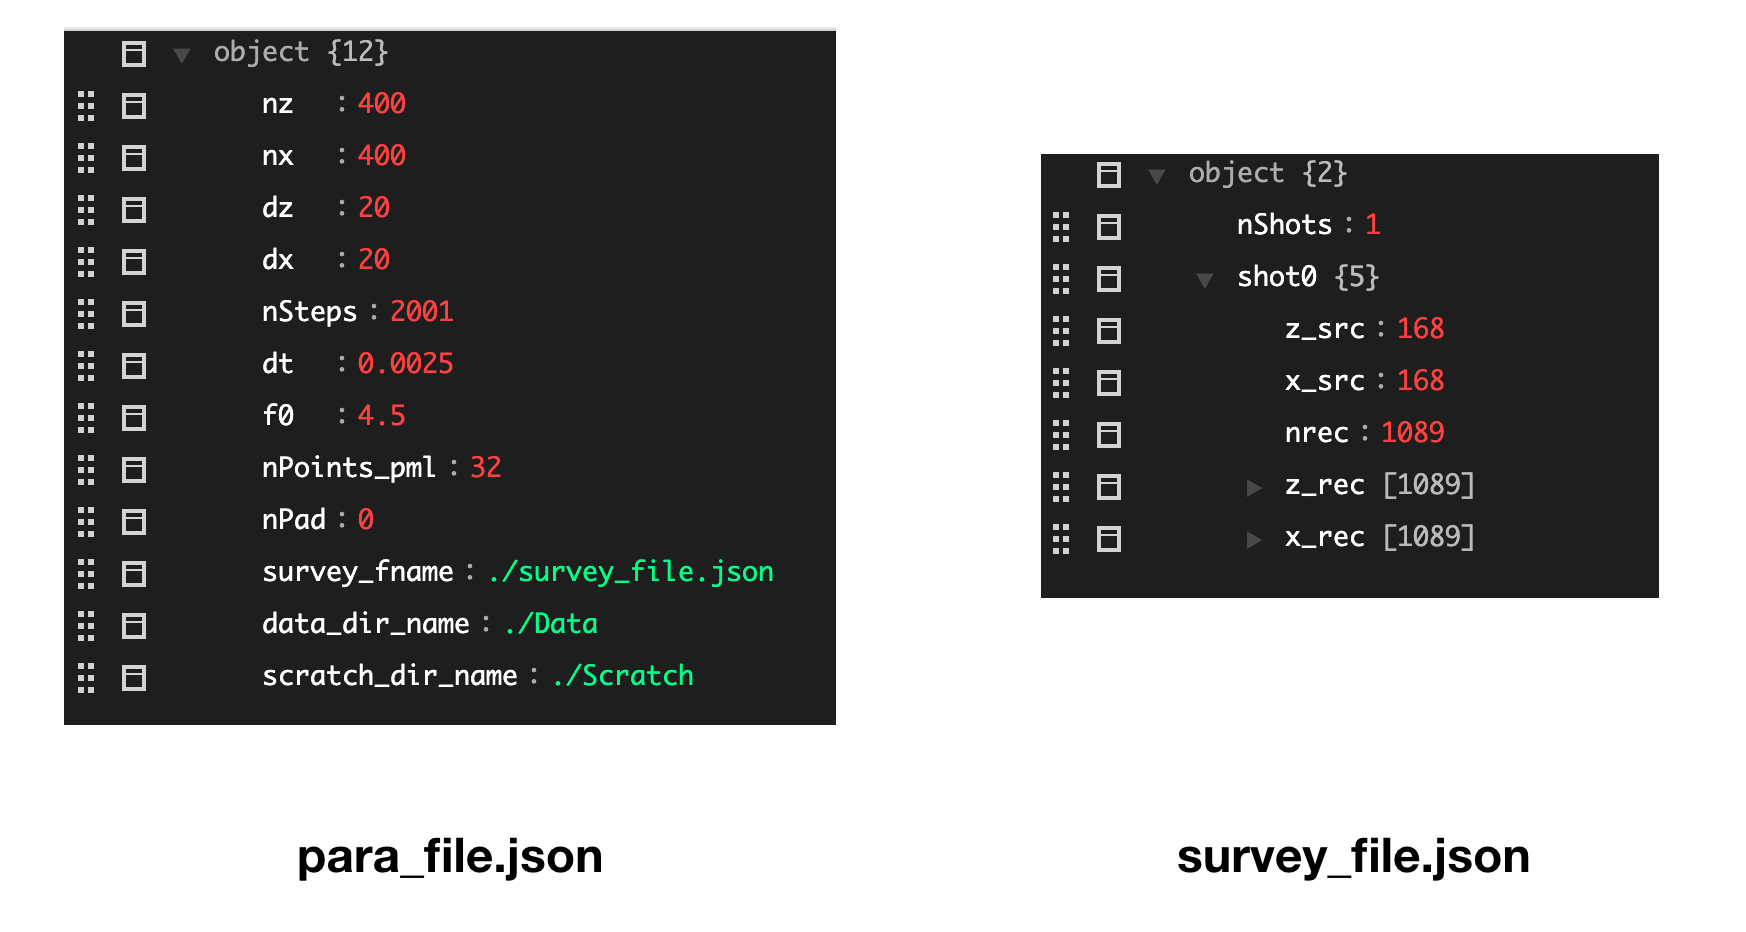 object {12}
nz : 400
nx : 400
dz : 20
dx : 20
nSteps : 2001
dt : 0.0025
f0 : 4.5
nPoints_pml : 32
nPad : 0
survey_fname : ./survey_file.json
data_dir_name : ./Data
scratch_dir_name : ./Scratch
para_file.json
object {2}
nShots : 1
shot0 {5}
z_src : 168
x_src : 168
nrec : 1089
z_rec [1089]
x_rec [1089]
survey_file.json